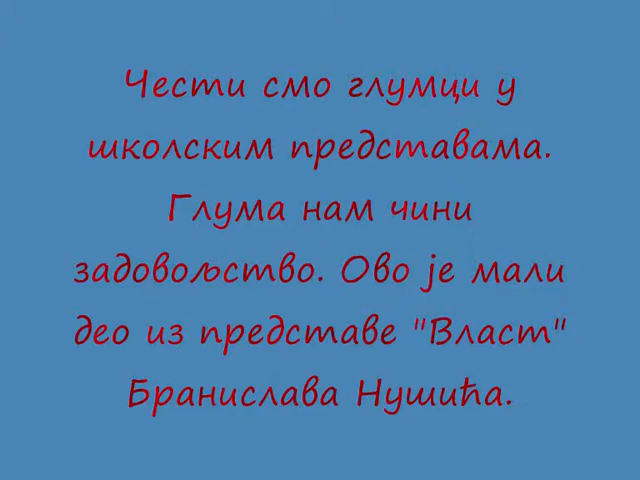 Чести смо глумци у
школским представама.
Глума нам чини
задовољство. Ово је мали
део из представе "Власт"
Бранислава Нушића.